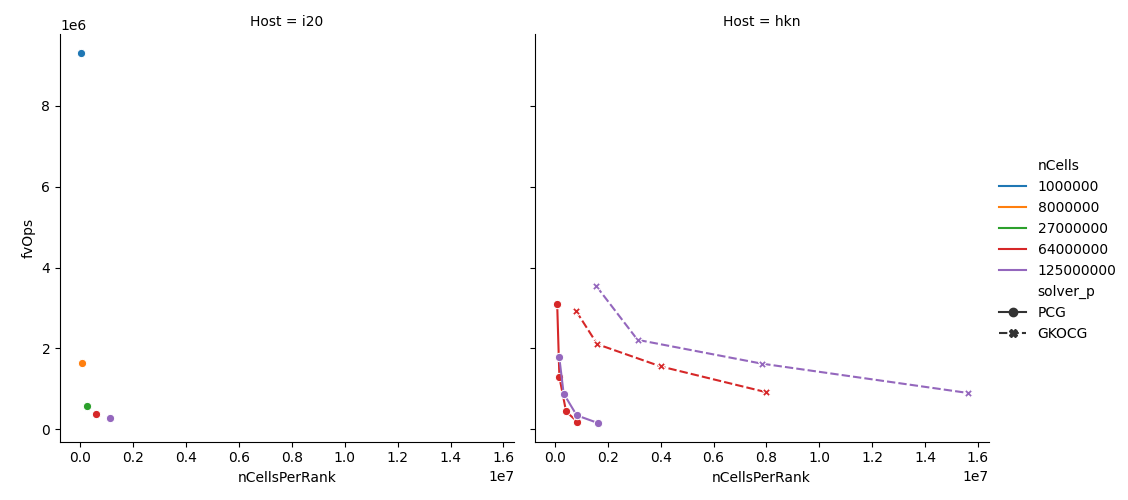 Host = i20
Host = hkn
1e6
8
6
4
2
0
fvOps
0.0 0.2 0.4 0.6 0.8 1.0 1.2 1.4 1.6
1e7
nCellsPerRank
0.0 0.2 0.4 0.6 0.8 1.0 1.2 1.4 1.6
1e7
nCellsPerRank
nCells
1000000
8000000
27000000
64000000
125000000
solver_p
PCG
GKOCG